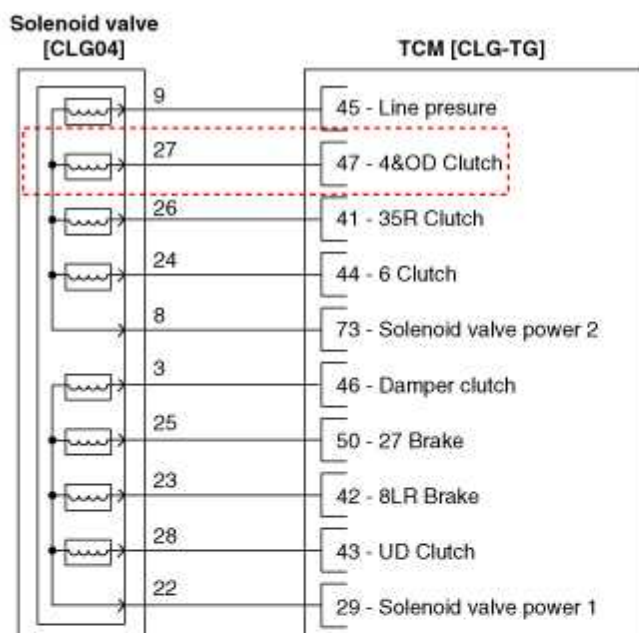 Solenoid valve
[CLG04]
TCM [CLG-TG]
9
45 - Line presure
27
47 - 4&OD Clutch
26
41 - 35R Clutch
24
44 - 6 Clutch
8
73 - Solenoid valve power 2
3
46 - Damper clutch
25
50 - 27 Brake
23
42 - 8LR Brake
28
43 - UD Clutch
22
29 - Solenoid valve power 1